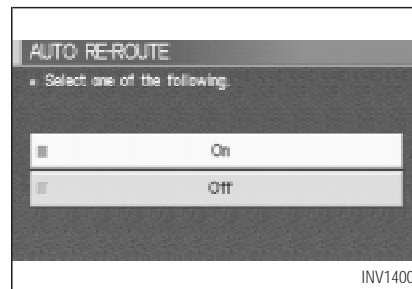 AUTO RE-ROUTE
Select one of the following.
On
Off
INV1400